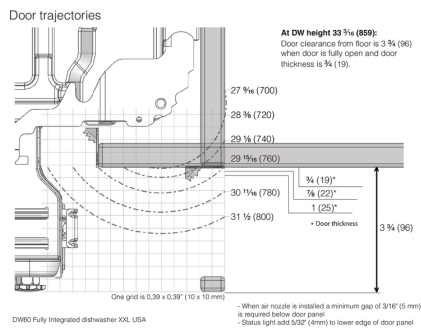 Door trajectories
At DW height 33 3⁄16 (859):
Door clearance from floor is 3 ¾ (96)
when door is fully open and door
thickness is ¾ (19).
27 9⁄16 (700)
28 3⁄8 (720)
29 1⁄8 (740)
29 15⁄16 (760)
30 11⁄16 (780)
31 ½ (800)
¾ (19)*
7⁄8 (22)*
1 (25)*
* Door thickness
3 ¾ (96)
One grid is 0,39 x 0,39" (10 x 10 mm)
DW60 Fully Integrated dishwasher XXL USA
- When air nozzle is installed a minimum gap of 3/16" (5 mm)
is required below door panel
- Status light add 5/32" (4mm) to lower edge of door panel